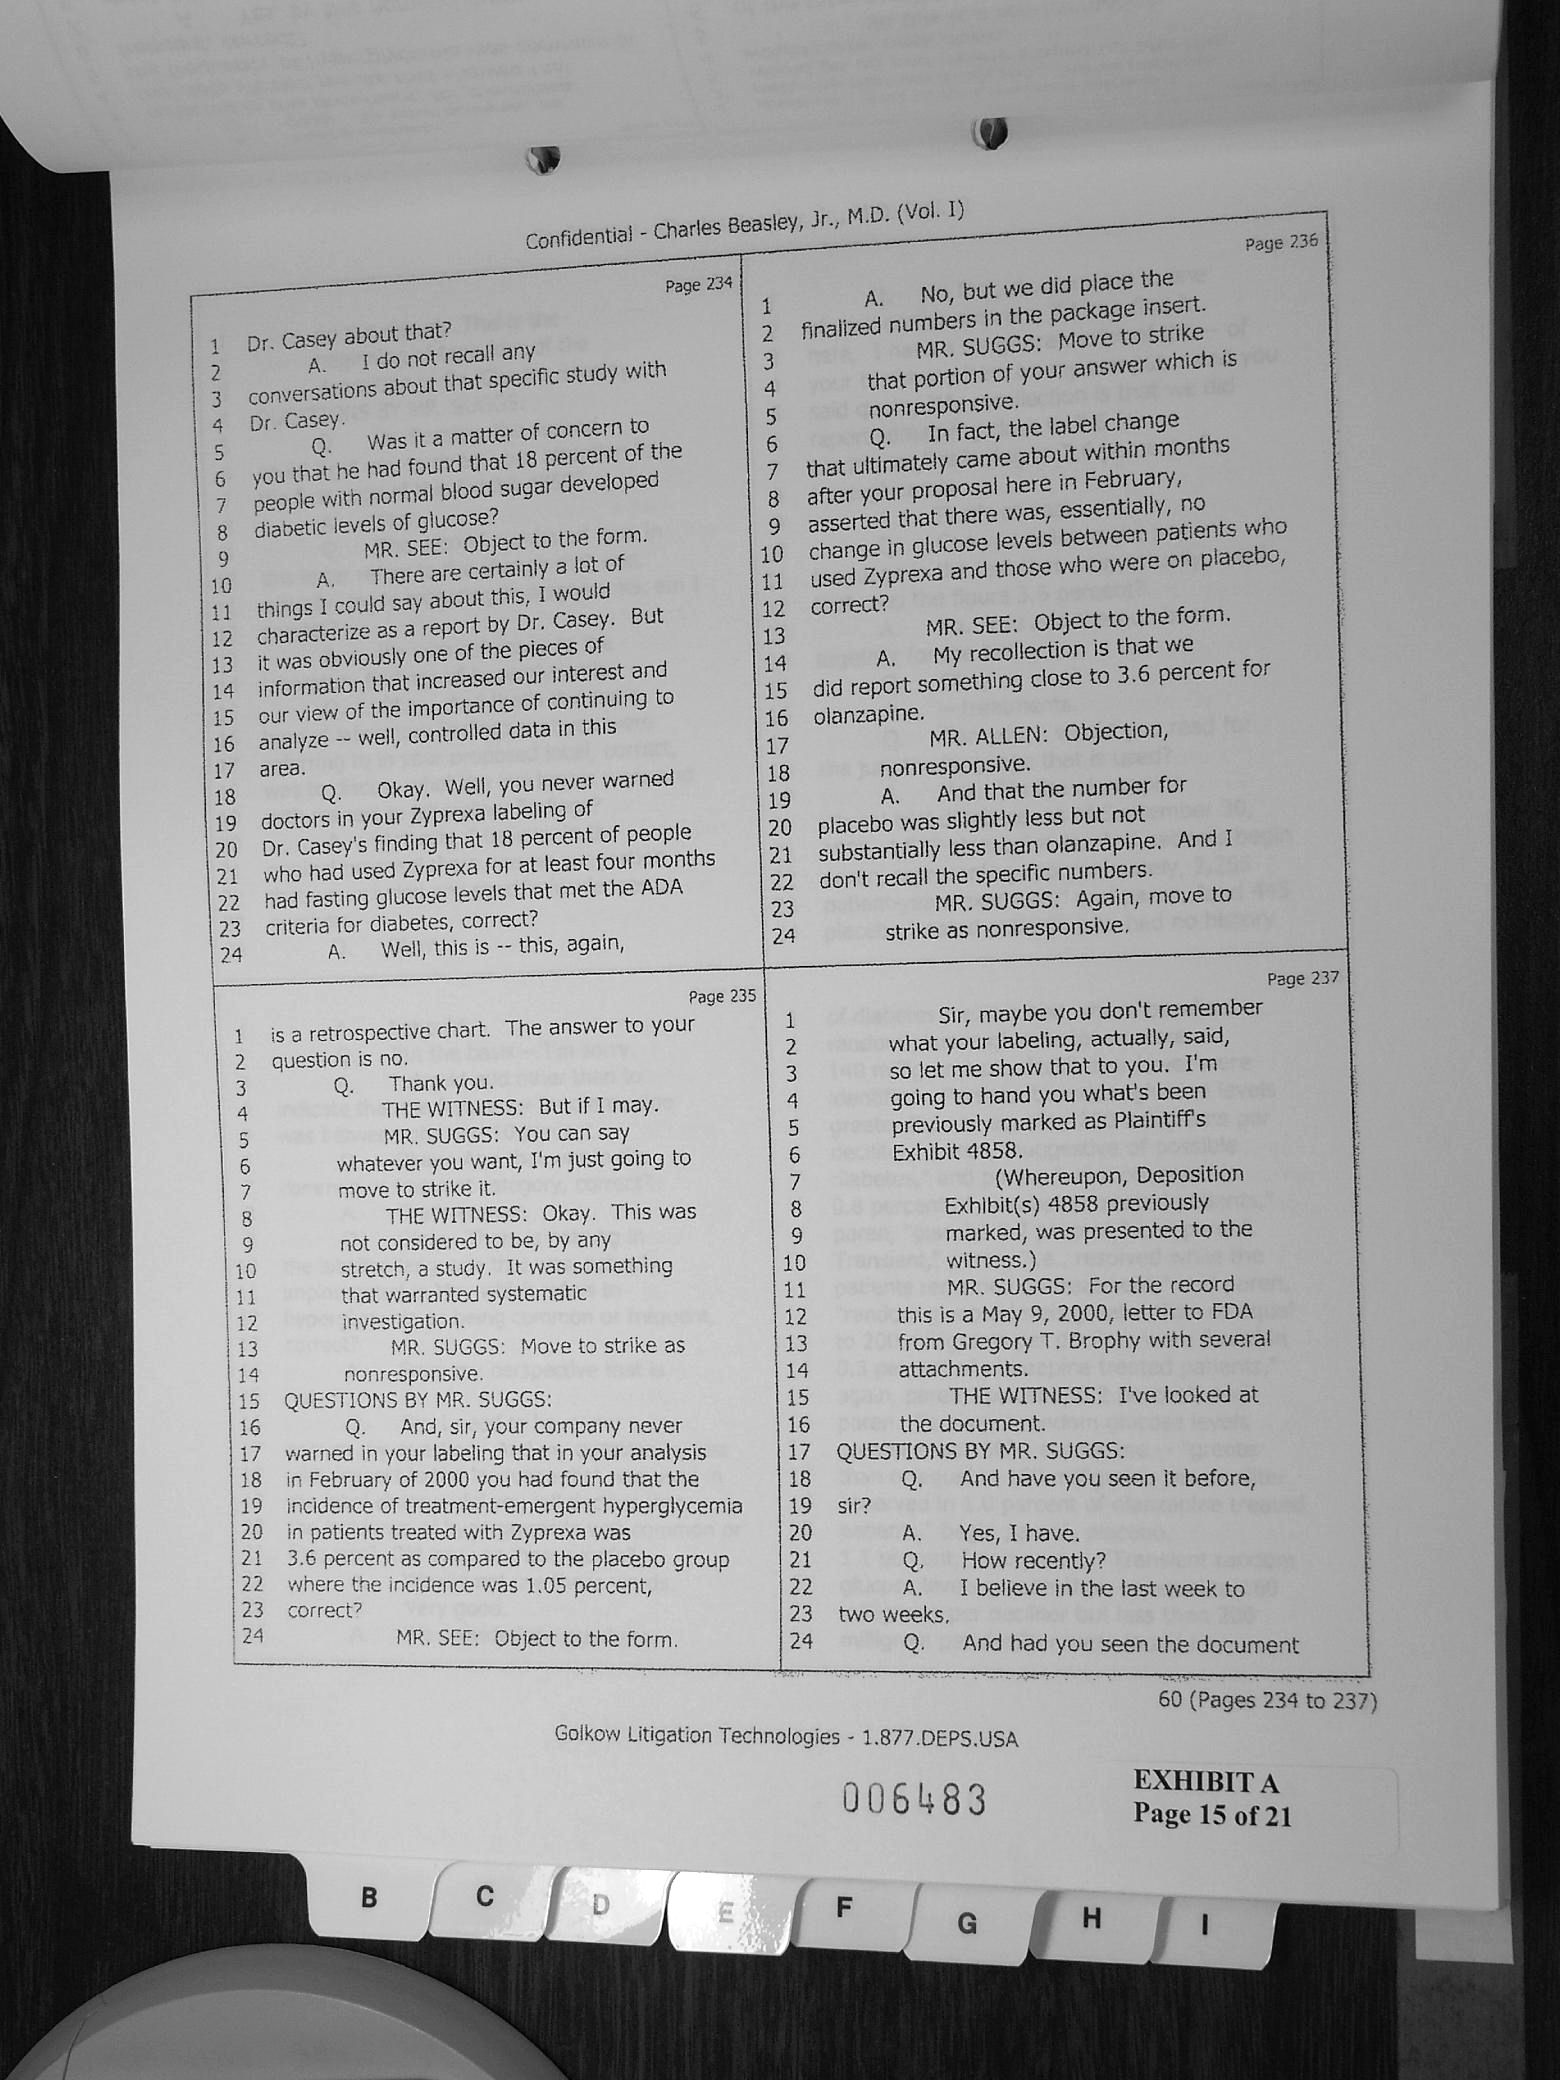 Confidential - Charles Beasley, Jr., M.D. (Vol. I)
Page 234
1 Dr. Casey about that?
2 A. I do not recall any
3 conversations about that specific study with
4 Dr. Casey.
5 Q. Was it a matter of concern to
6 you that he had found that 18 percent of the
7 people with normal blood sugar developed
8 diabetic levels of glucose?
9 MR. SEE: Object to the form.
10 A. There are certainly a lot of
11 things I could say about this, I would
12 characterize as a report by Dr. Casey. But
13 it was obviously one of the pieces of
14 information that increased our interest and
15 our view of the importance of continuing to
16 analyze -- well, controlled data in this
17 area.
18 Q. Okay. Well, you never warned
19 doctors in your Zyprexa labeling of
20 Dr. Casey's finding that 18 percent of people
21 who had used Zyprexa for at least four months
22 had fasting glucose levels that met the ADA
23 criteria for diabetes, correct?
24 A. Well, this is -- this, again,
Page 235
1 is a retrospective chart. The answer to your
2 question is no.
3 Q. Thank you.
4 THE WITNESS: But if I may.
5 MR. SUGGS: You can say
6 whatever you want, I'm just going to
7 move to strike it.
8 THE WITNESS: Okay. This was
9 not considered to be, by any
10 stretch, a study. It was something
11 that warranted systematic
12 investigation.
13 MR. SUGGS: Move to strike as
14 nonresponsive.
15 QUESTIONS BY MR. SUGGS:
16 Q. And, sir, your company never
17 warned in your labeling that in your analysis
18 in February of 2000 you had found that the
19 incidence of treatment-emergent hyperglycemia
20 in patients treated with Zyprexa was
21 3.6 percent as compared to the placebo group
22 where the incidence was 1.05 percent,
23 correct?
24 MR. SEE: Object to the form.
Page 236
1 A. No, but we did place the
2 finalized numbers in the package insert.
3 MR. SUGGS: Move to strike
4 that portion of your answer which is
5 nonresponsive.
6 Q. In fact, the label change
7 that ultimately came about within months
8 after your proposal here in February,
9 asserted that there was, essentially, no
10 change in glucose levels between patients who
11 used Zyprexa and those who were on placebo,
12 correct?
13 MR. SEE: Object to the form.
14 A. My recollection is that we
15 did report something close to 3.6 percent for
16 olanzapine.
17 MR. ALLEN: Objection,
18 nonresponsive.
19 A. And that the number for
20 placebo was slightly less but not
21 substantially less than olanzapine. And I
22 don't recall the specific numbers.
23 MR. SUGGS: Again, move to
24 strike as nonresponsive.
Page 237
1 Sir, maybe you don't remember
2 what your labeling, actually, said,
3 so let me show that to you. I'm
4 going to hand you what's been
5 previously marked as Plaintiff's
6 Exhibit 4858.
7 (Whereupon, Deposition
8 Exhibit(s) 4858 previously
9 marked, was presented to the
10 witness.)
11 MR. SUGGS: For the record
12 this is a May 9, 2000, letter to FDA
13 from Gregory T. Brophy with several
14 attachments.
15 THE WITNESS: I've looked at
16 the document.
17 QUESTIONS BY MR. SUGGS:
18 Q. And have you seen it before,
19 sir?
20 A. Yes, I have.
21 Q. How recently?
22 A. I believe in the last week to
23 two weeks.
24 Q. And had you seen the document
60 (Pages 234 to 237)
Golkow Litigation Technologies - 1.877.DEPS.USA
006483
EXHIBIT A
Page 15 of 21
B C D E F G H I